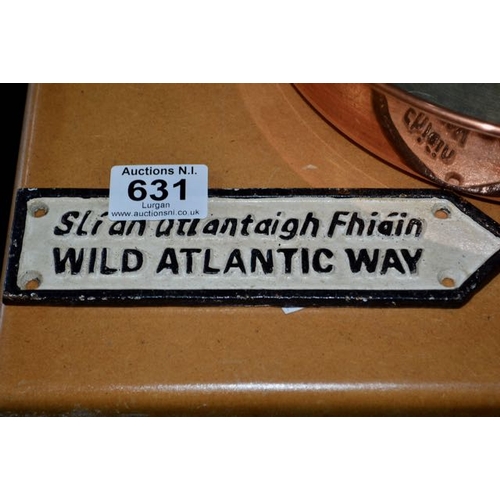 Auctions N.I.
631
Lurgan
www.auctionsni.co.uk
Slí an atlantaigh Fhiáin
WILD ATLANTIC WAY